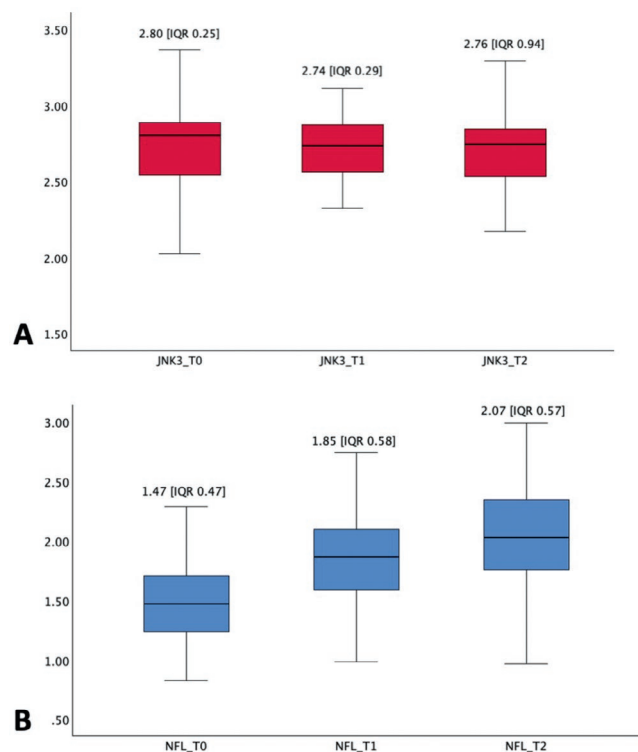 3.50
2.80 [IQR 0.25]
2.76 [IQR 0.94]
2.74 [IQR 0.29]
3.00
2.50
2.00
1.50
A
JNK3_T0 JNK3_T1 JNK3_T2
2.07 [IQR 0.57]
3.00
1.85 [IQR 0.58]
2.50
1.47 [IQR 0.47]
2.00
1.50
1.00
.50
B
NFL_T0 NFL_T1 NFL_T2